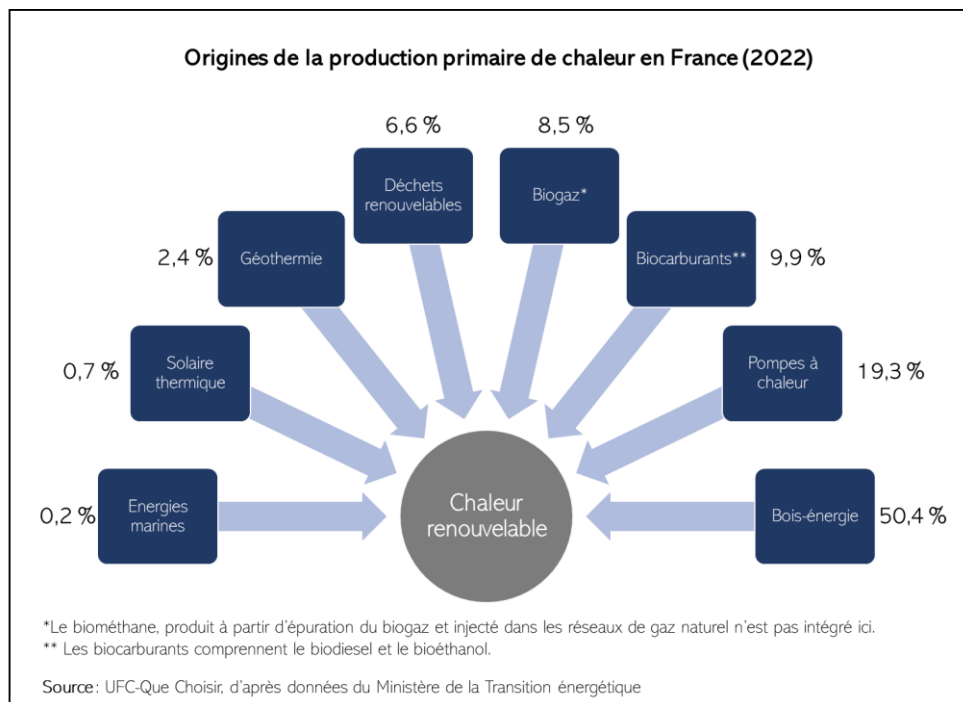 Origines de la production primaire de chaleur en France (2022)
6,6 %
8,5 %
Déchets
renouvelables
Biogaz*
2,4 %
Géothermie
Biocarburants**
9,9 %
0,7 %
Solaire
thermique
Pompes à
chaleur
19,3 %
0,2 %
Energies
marines
Chaleur
renouvelable
Bois-énergie
50,4 %
*Le biométhane, produit à partir d'épuration du biogaz et injecté dans les réseaux de gaz naturel n'est pas intégré ici.
** Les biocarburants comprennent le biodiesel et le bioéthanol.
Source : UFC-Que Choisir, d'après données du Ministère de la Transition énergétique